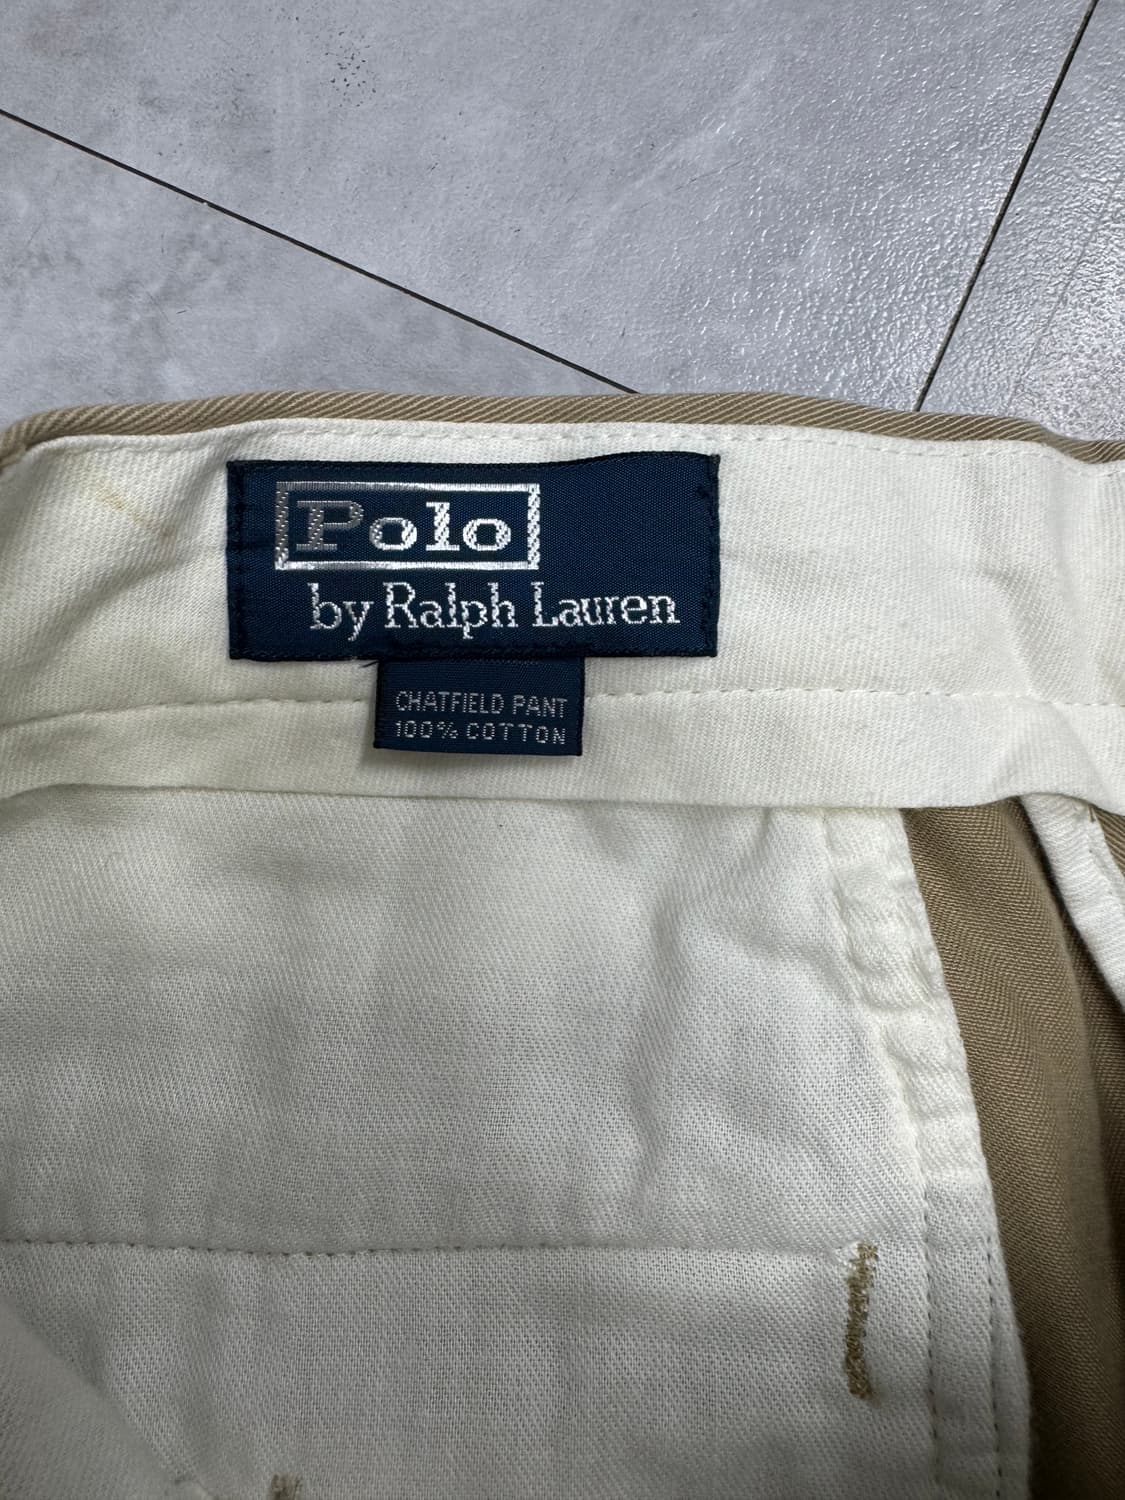 Polo
by Ralph Lauren
CHATFIELD PANT
100% COTTON